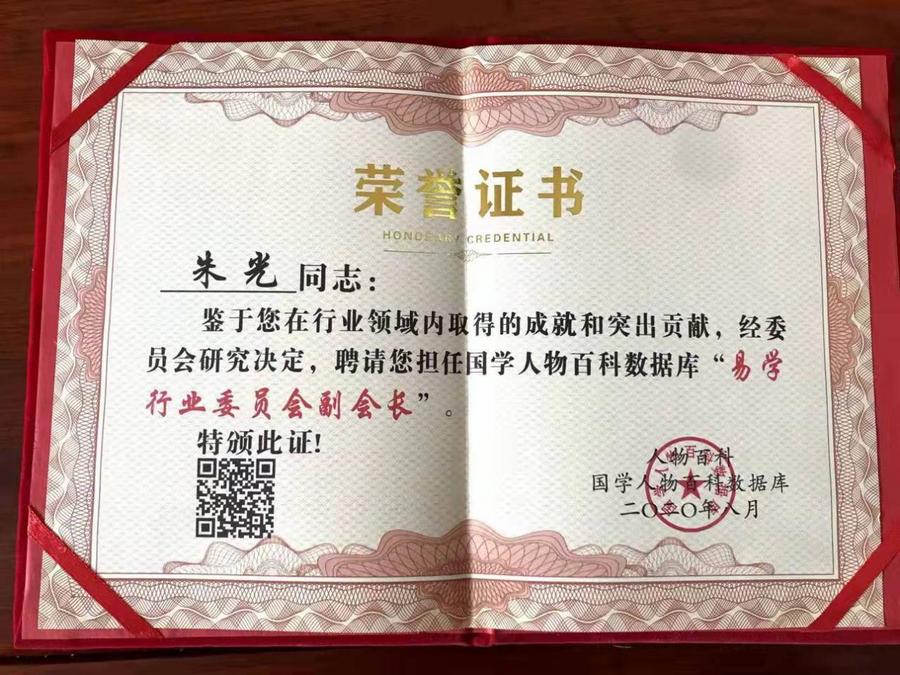 荣誉证书
HONORARY CREDENTIAL
朱光同志：
鉴于您在行业领域内取得的成就和突出贡献，经委
员会研究决定，聘请您担任国学人物百科数据库“易学
行业委员会副会长”。
特颁此证！
人物百科
国学人物百科数据库
二〇二〇年八月